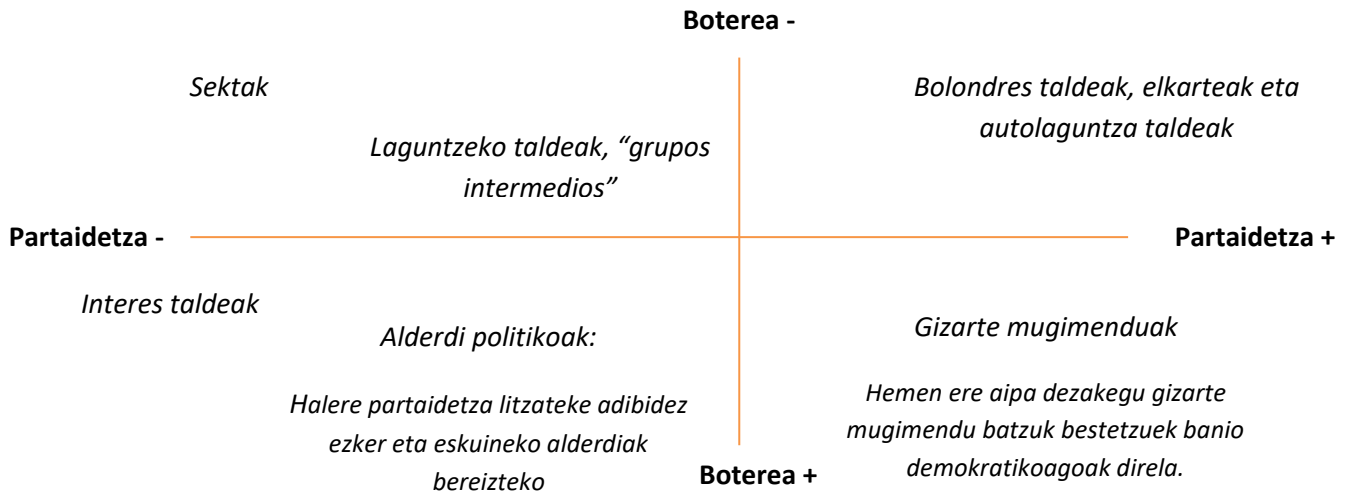 Boterea -
Sektak
Bolondres taldeak, elkarteak eta
autolaguntza taldeak
Laguntzeko taldeak, “grupos
intermedios”
Partaidetza -
Partaidetza +
Interes taldeak
Alderdi politikoak:
Halere partaidetza litzateke adibidez
ezker eta eskuineko alderdiak
bereizteko
Gizarte mugimenduak
Hemen ere aipa dezakegu gizarte
mugimendu batzuk bestetzuek banio
demokratikoagoak direla.
Boterea +